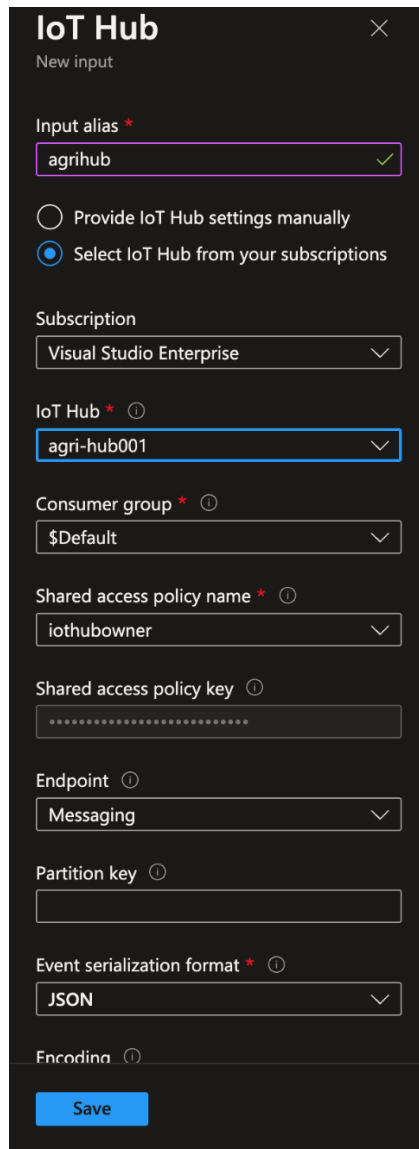 IoT Hub
New input
Input alias *
agrihub
Provide IoT Hub settings manually
Select IoT Hub from your subscriptions
Subscription
Visual Studio Enterprise
IoT Hub *
agri-hub001
Consumer group *
$Default
Shared access policy name *
iothubowner
Shared access policy key
••••••••••••••••••••••••••••
Endpoint
Messaging
Partition key
Event serialization format *
JSON
Encoding
Save